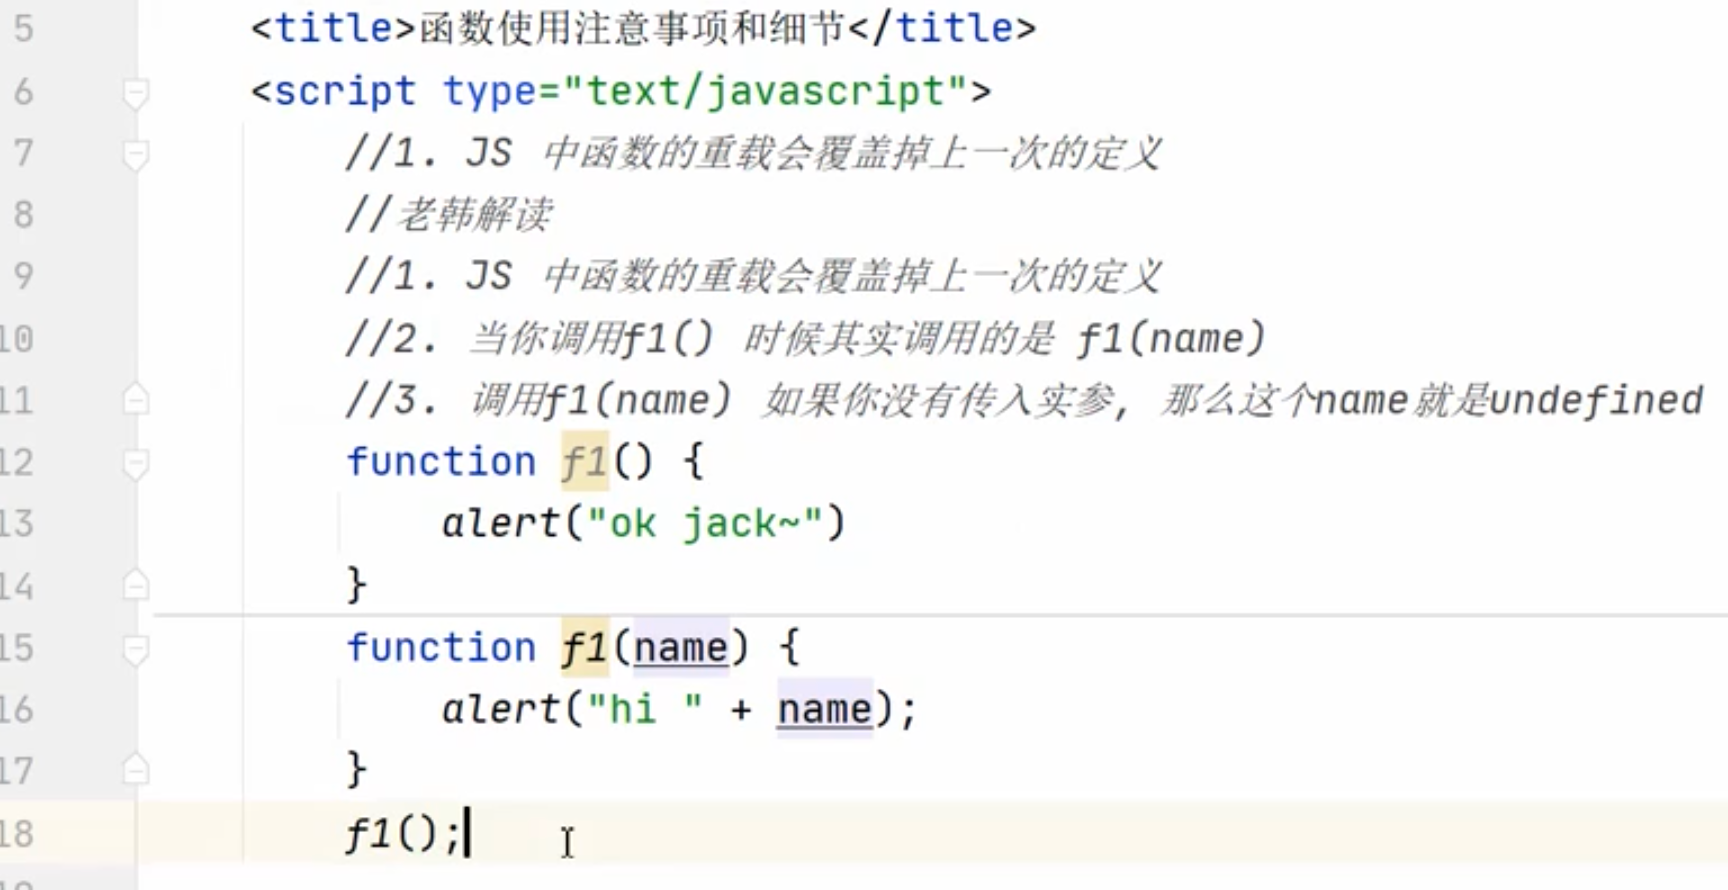 5 <title>函数使用注意事项和细节</title>
6 <script type="text/javascript">
7 //1. JS 中函数的重载会覆盖掉上一次的定义
8 //老韩解读
9 //1. JS 中函数的重载会覆盖掉上一次的定义
10 //2. 当你调用f1() 时候其实调用的是 f1(name)
11 //3. 调用f1(name) 如果你没有传入实参, 那么这个name就是undefined
12 function f1() {
13 alert("ok jack~")
14 }
15 function f1(name) {
16 alert("hi " + name);
17 }
18 f1();